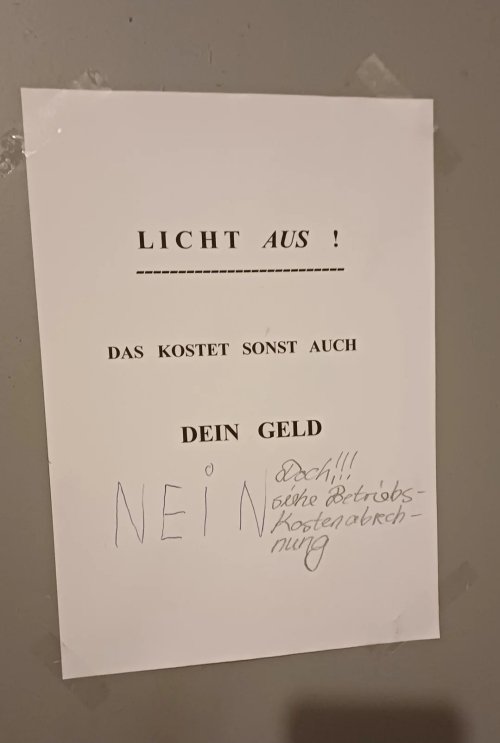 LICHT AUS !
-------------------------
DAS KOSTET SONST AUCH
DEIN GELD
NEiN
Doch!!!
siehe Betriebs-
kostenabrech-
nung